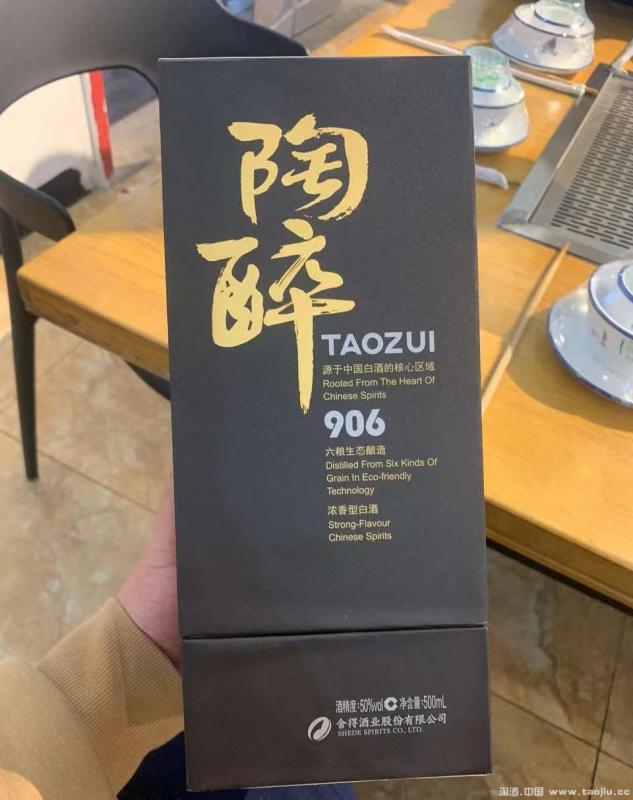 陶
醉
TAOZUI
源于中国白酒的核心区域
Rooted From The Heart Of
Chinese Spirits
906
六粮生态酿造
Distilled From Six Kinds Of
Grain In Eco-friendly
Technology
浓香型白酒
Strong-Flavour
Chinese Spirits
酒精度:50%vol 净含量:500mL
舍得酒业股份有限公司
SHEDE SPIRITS CO., LTD.
淘酒.中国 www.taojiu.cc